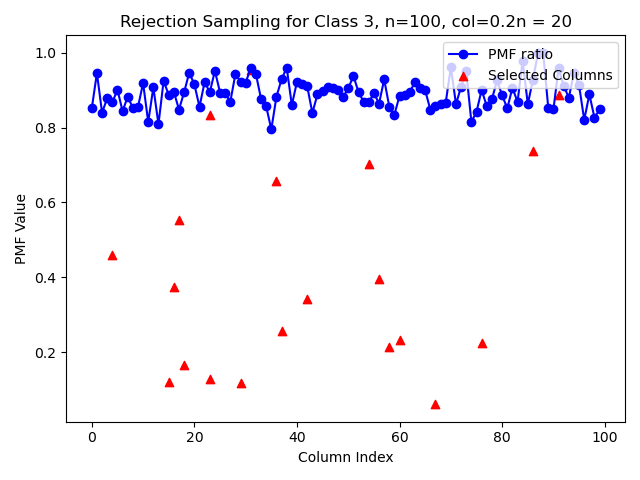 Rejection Sampling for Class 3, n=100, col=0.2n = 20
PMF ratio
Selected Columns
PMF Value
1.0
0.8
0.6
0.4
0.2
0 20 40 60 80 100
Column Index